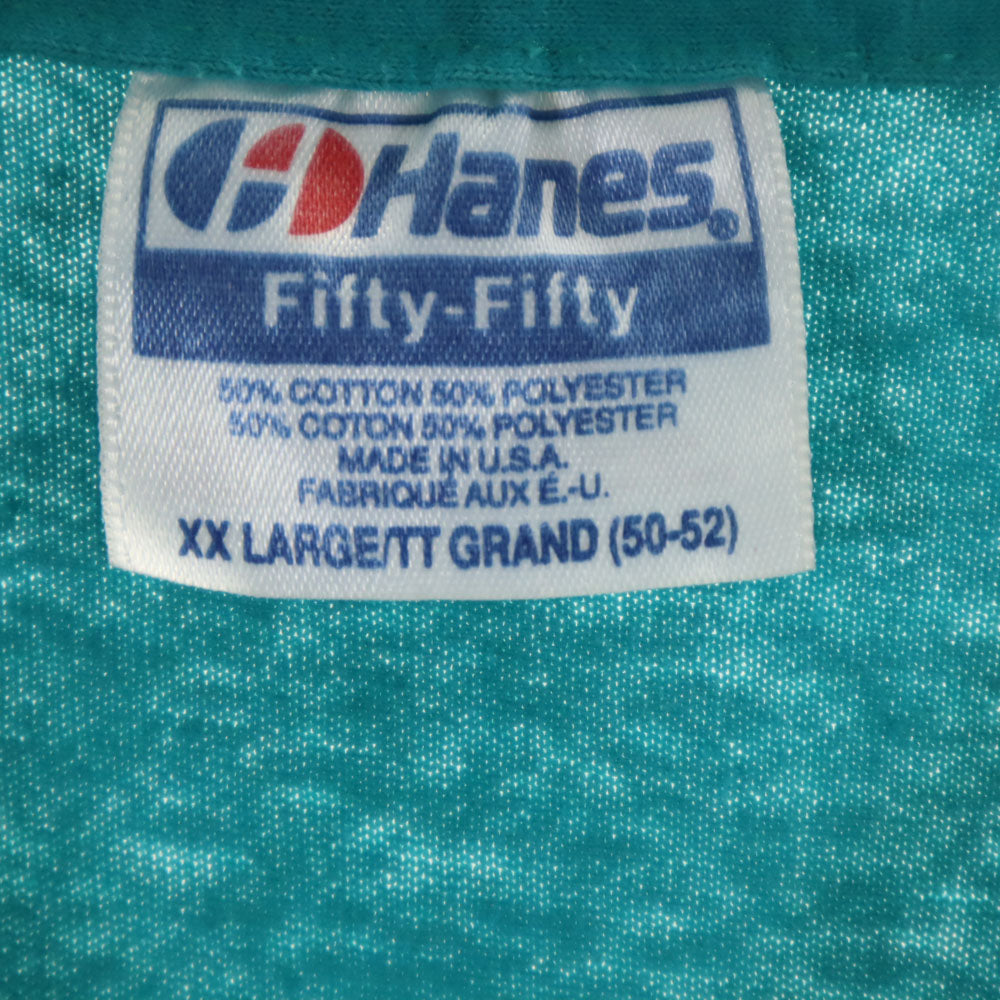 Hanes®
Fifty-Fifty
50% COTTON 50% POLYESTER
50% COTON 50% POLYESTER
MADE IN U.S.A.
FABRIQUÉ AUX É.-U.
XX LARGE/TT GRAND (50-52)